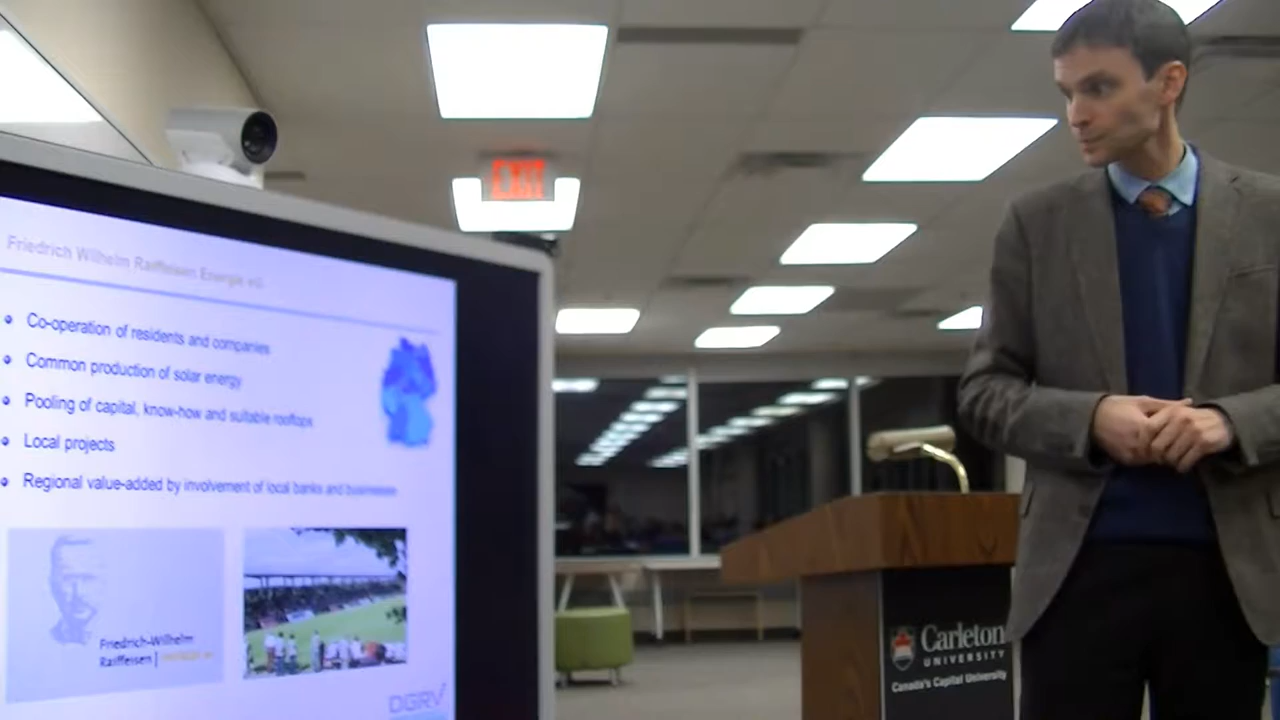 EXIT
Friedrich Wilhelm Raiffeisen Energie eG
Co-operation of residents and companies
Common production of solar energy
Pooling of capital, know-how and suitable rooftops
Local projects
Regional value-added by involvement of local banks and businesses
Friedrich-Wilhelm
Raiffeisen |
DGRV
Carleton
UNIVERSITY
Canada's Capital University